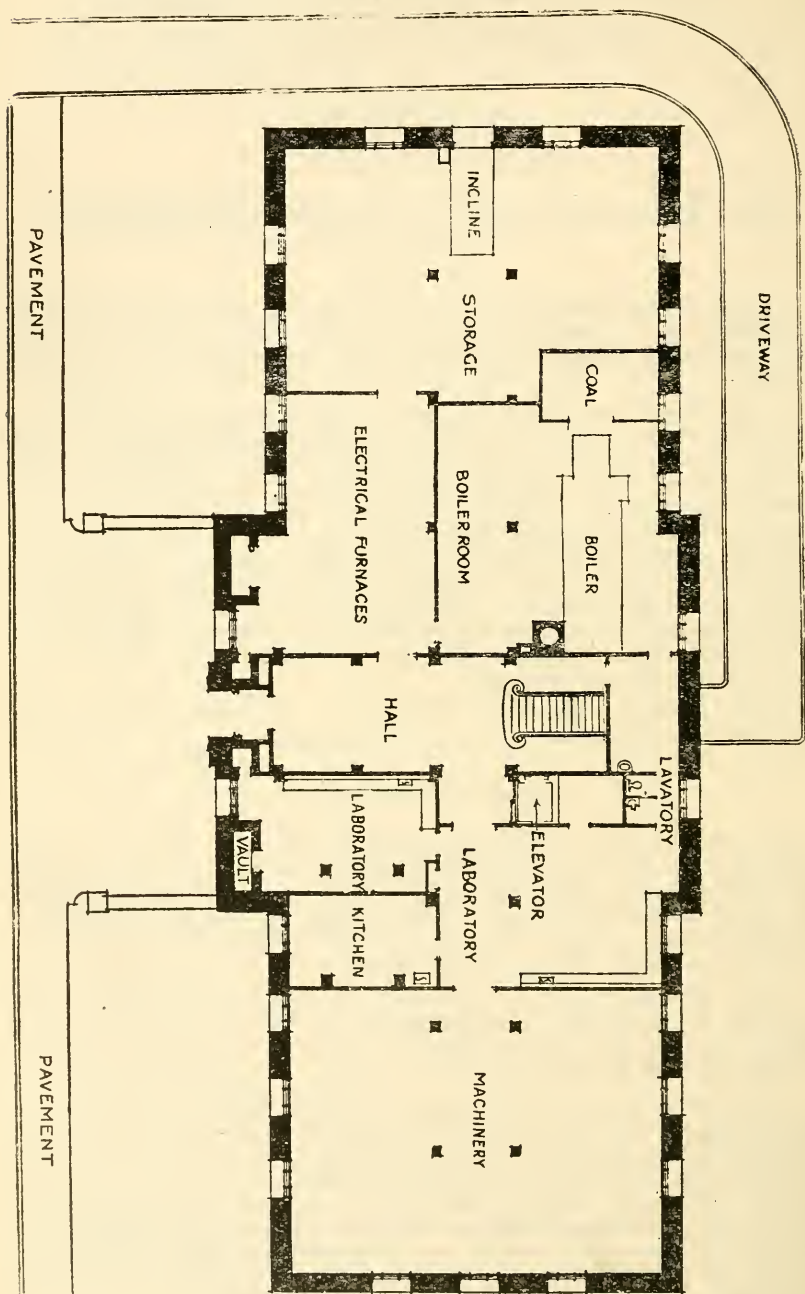 DRIVEWAY
PAVEMENT
INCLINE
STORAGE
COAL
ELECTRICAL FURNACES
BOILER ROOM
BOILER
HALL
LAVATORY
LABORATORY
VAULT
ELEVATOR
LABORATORY
KITCHEN
S
MACHINERY
PAVEMENT